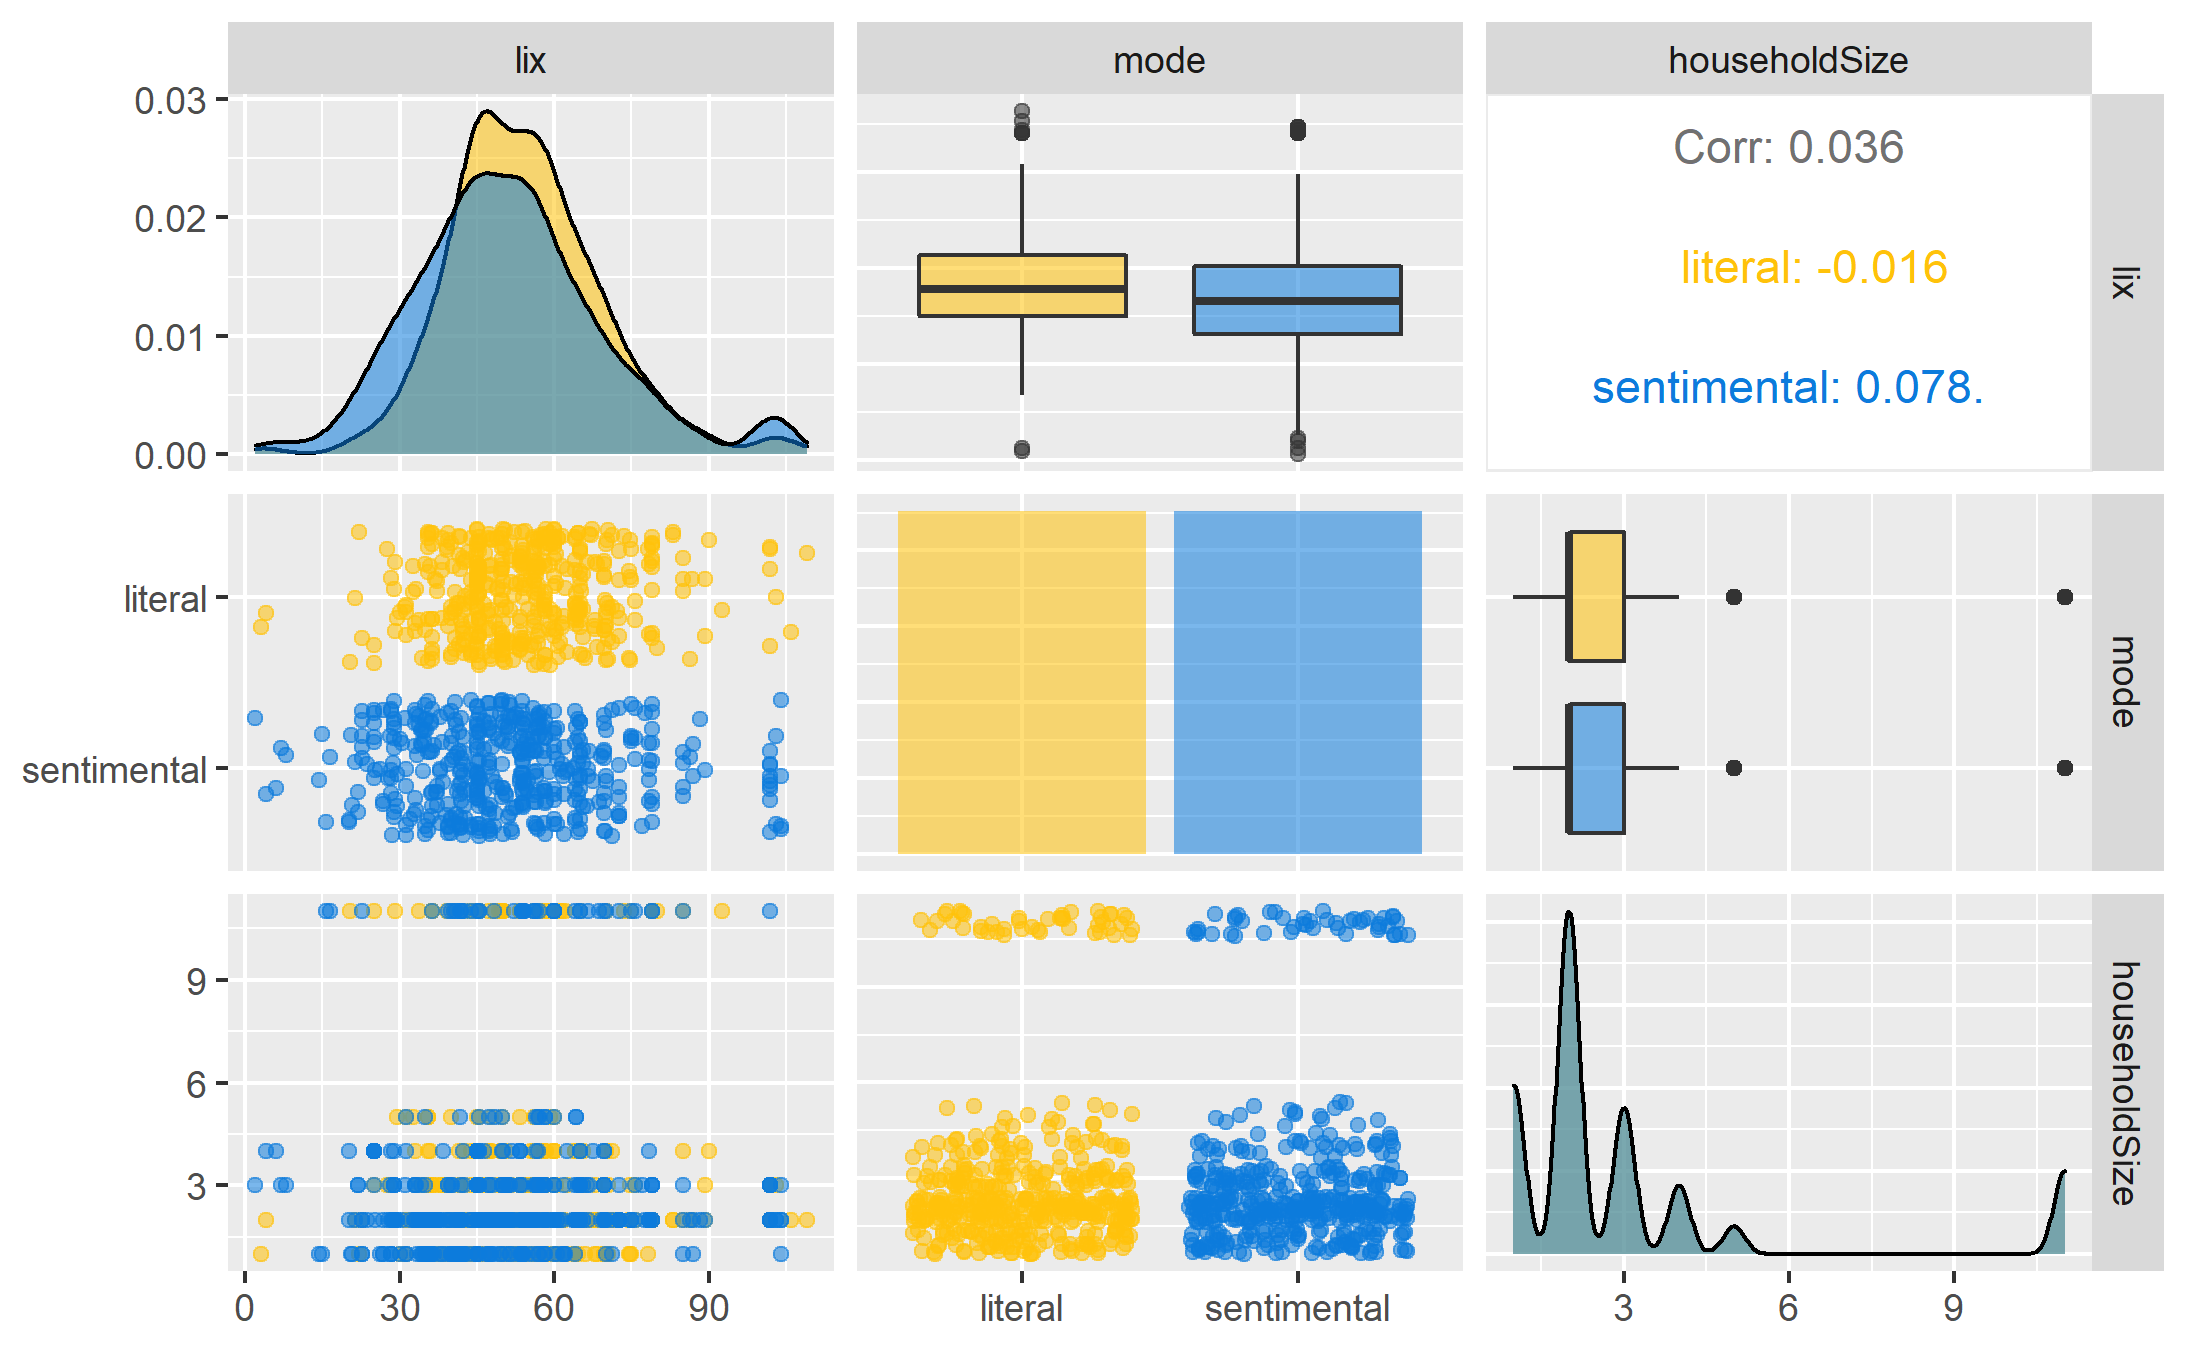 lix
mode
householdSize
0.03
0.02
0.01
0.00
Corr: 0.036
literal: -0.016
sentimental: 0.078.
lix
literal
sentimental
mode
9
6
3
householdSize
0
30
60
90
literal
sentimental
3
6
9